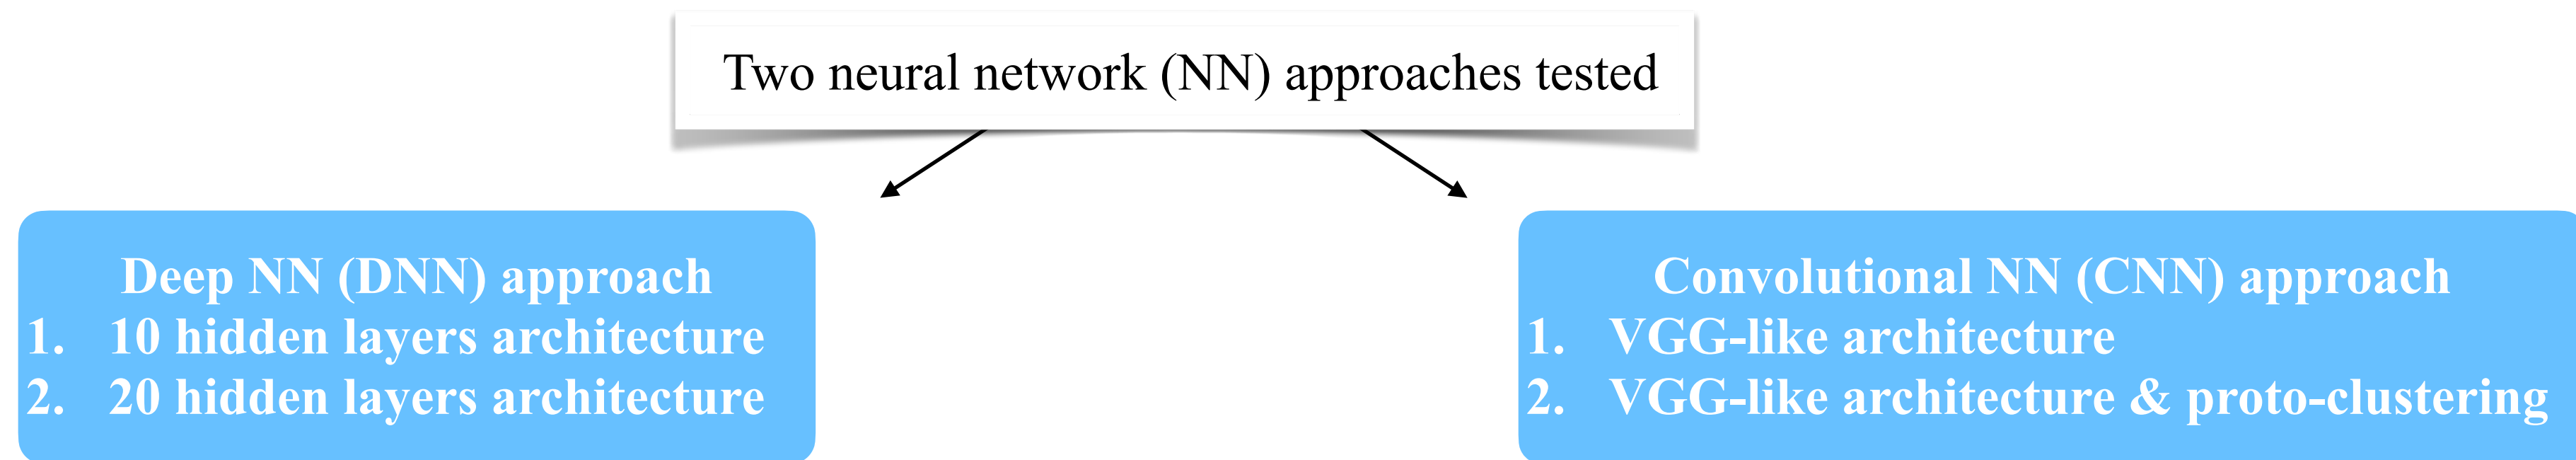 Two neural network (NN) approaches tested
Deep NN (DNN) approach
1. 10 hidden layers architecture
2. 20 hidden layers architecture
Convolutional NN (CNN) approach
1. VGG-like architecture
2. VGG-like architecture & proto-clustering